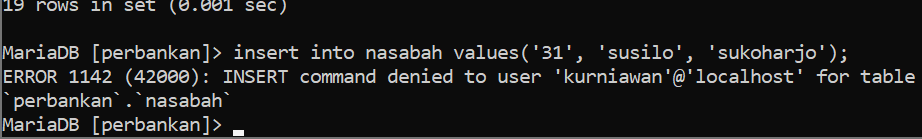 19 rows in set (0.001 sec)
MariaDB [perbankan]> insert into nasabah values('31', 'susilo', 'sukoharjo');
ERROR 1142 (42000): INSERT command denied to user 'kurniawan'@'localhost' for table
`perbankan`.`nasabah`
MariaDB [perbankan]>